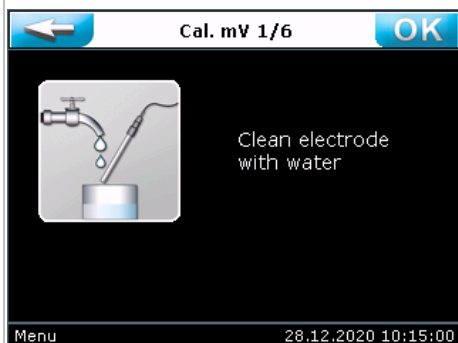 Cal. mV 1/6
OK
Clean electrode
with water
Menu
28.12.2020 10:15:00